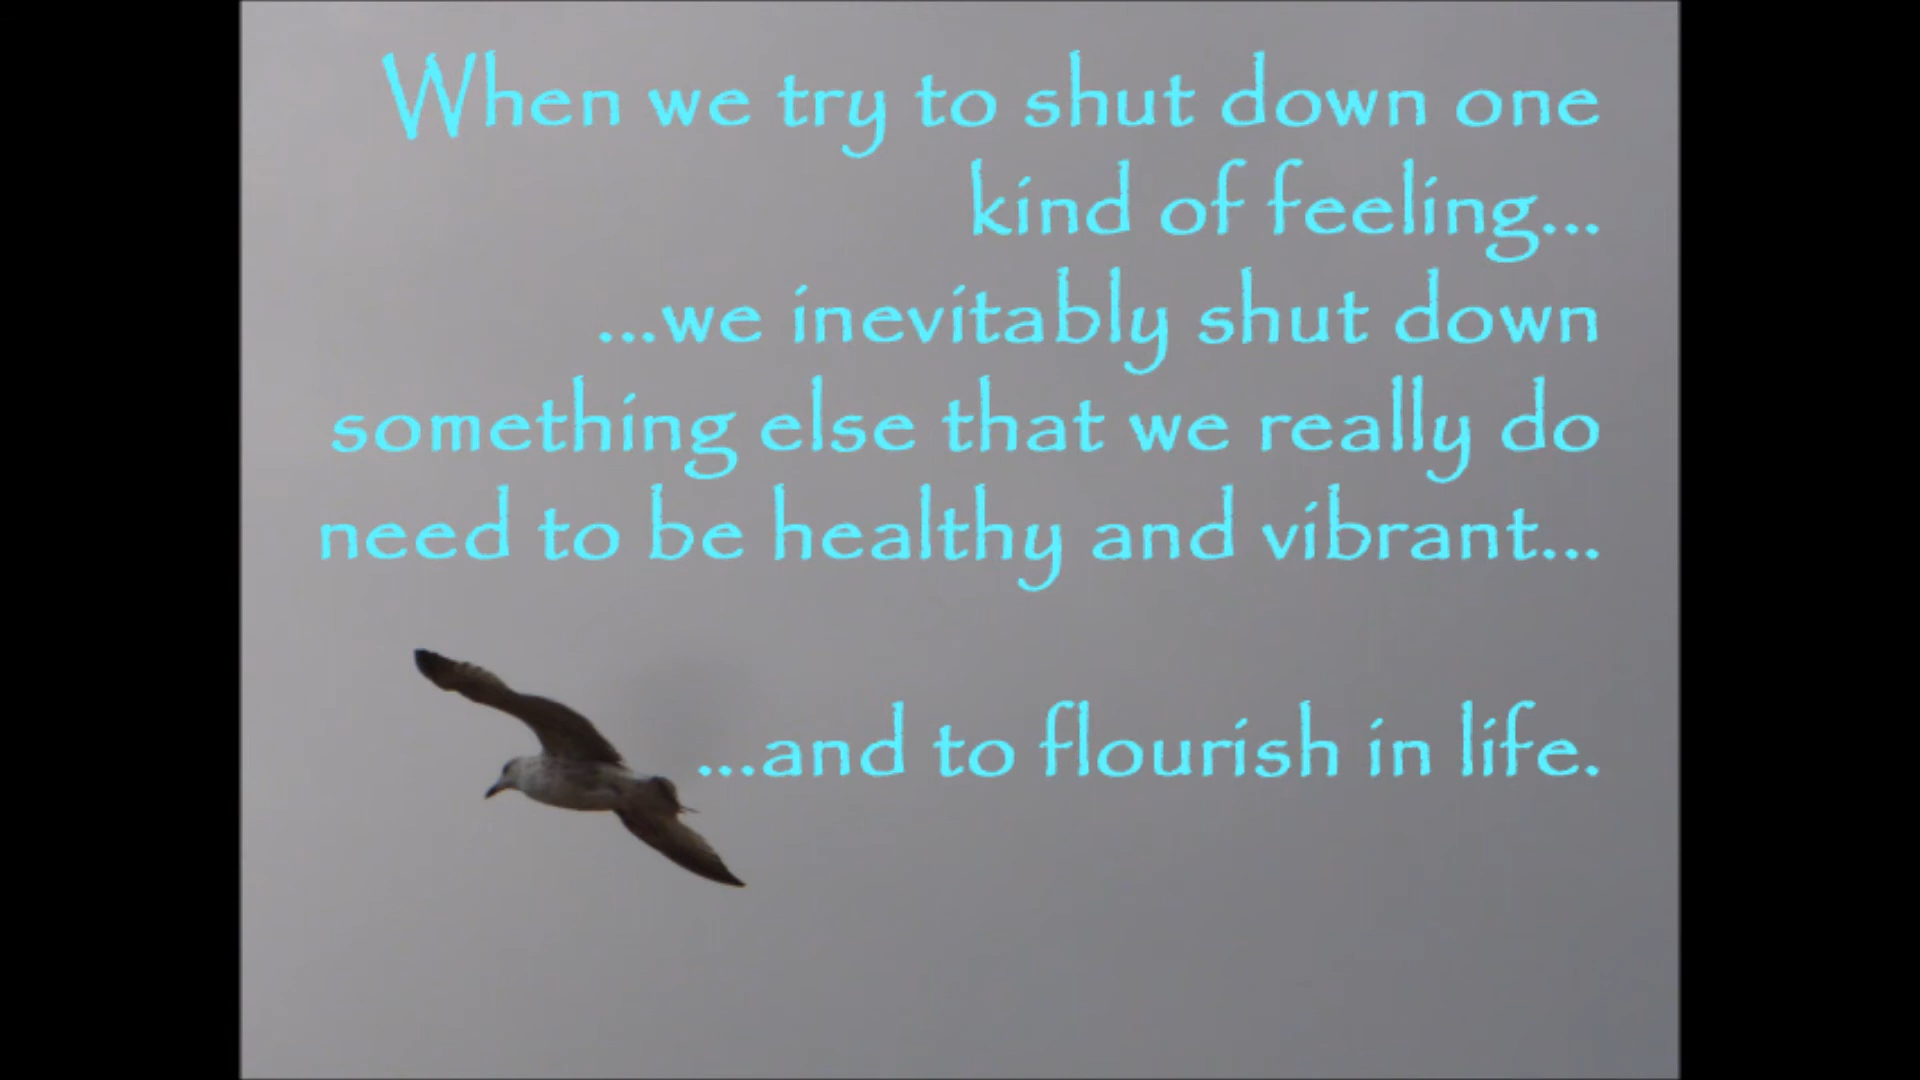 When we try to shut down one
kind of feeling...
...we inevitably shut down
something else that we really do
need to be healthy and vibrant...
...and to flourish in life.